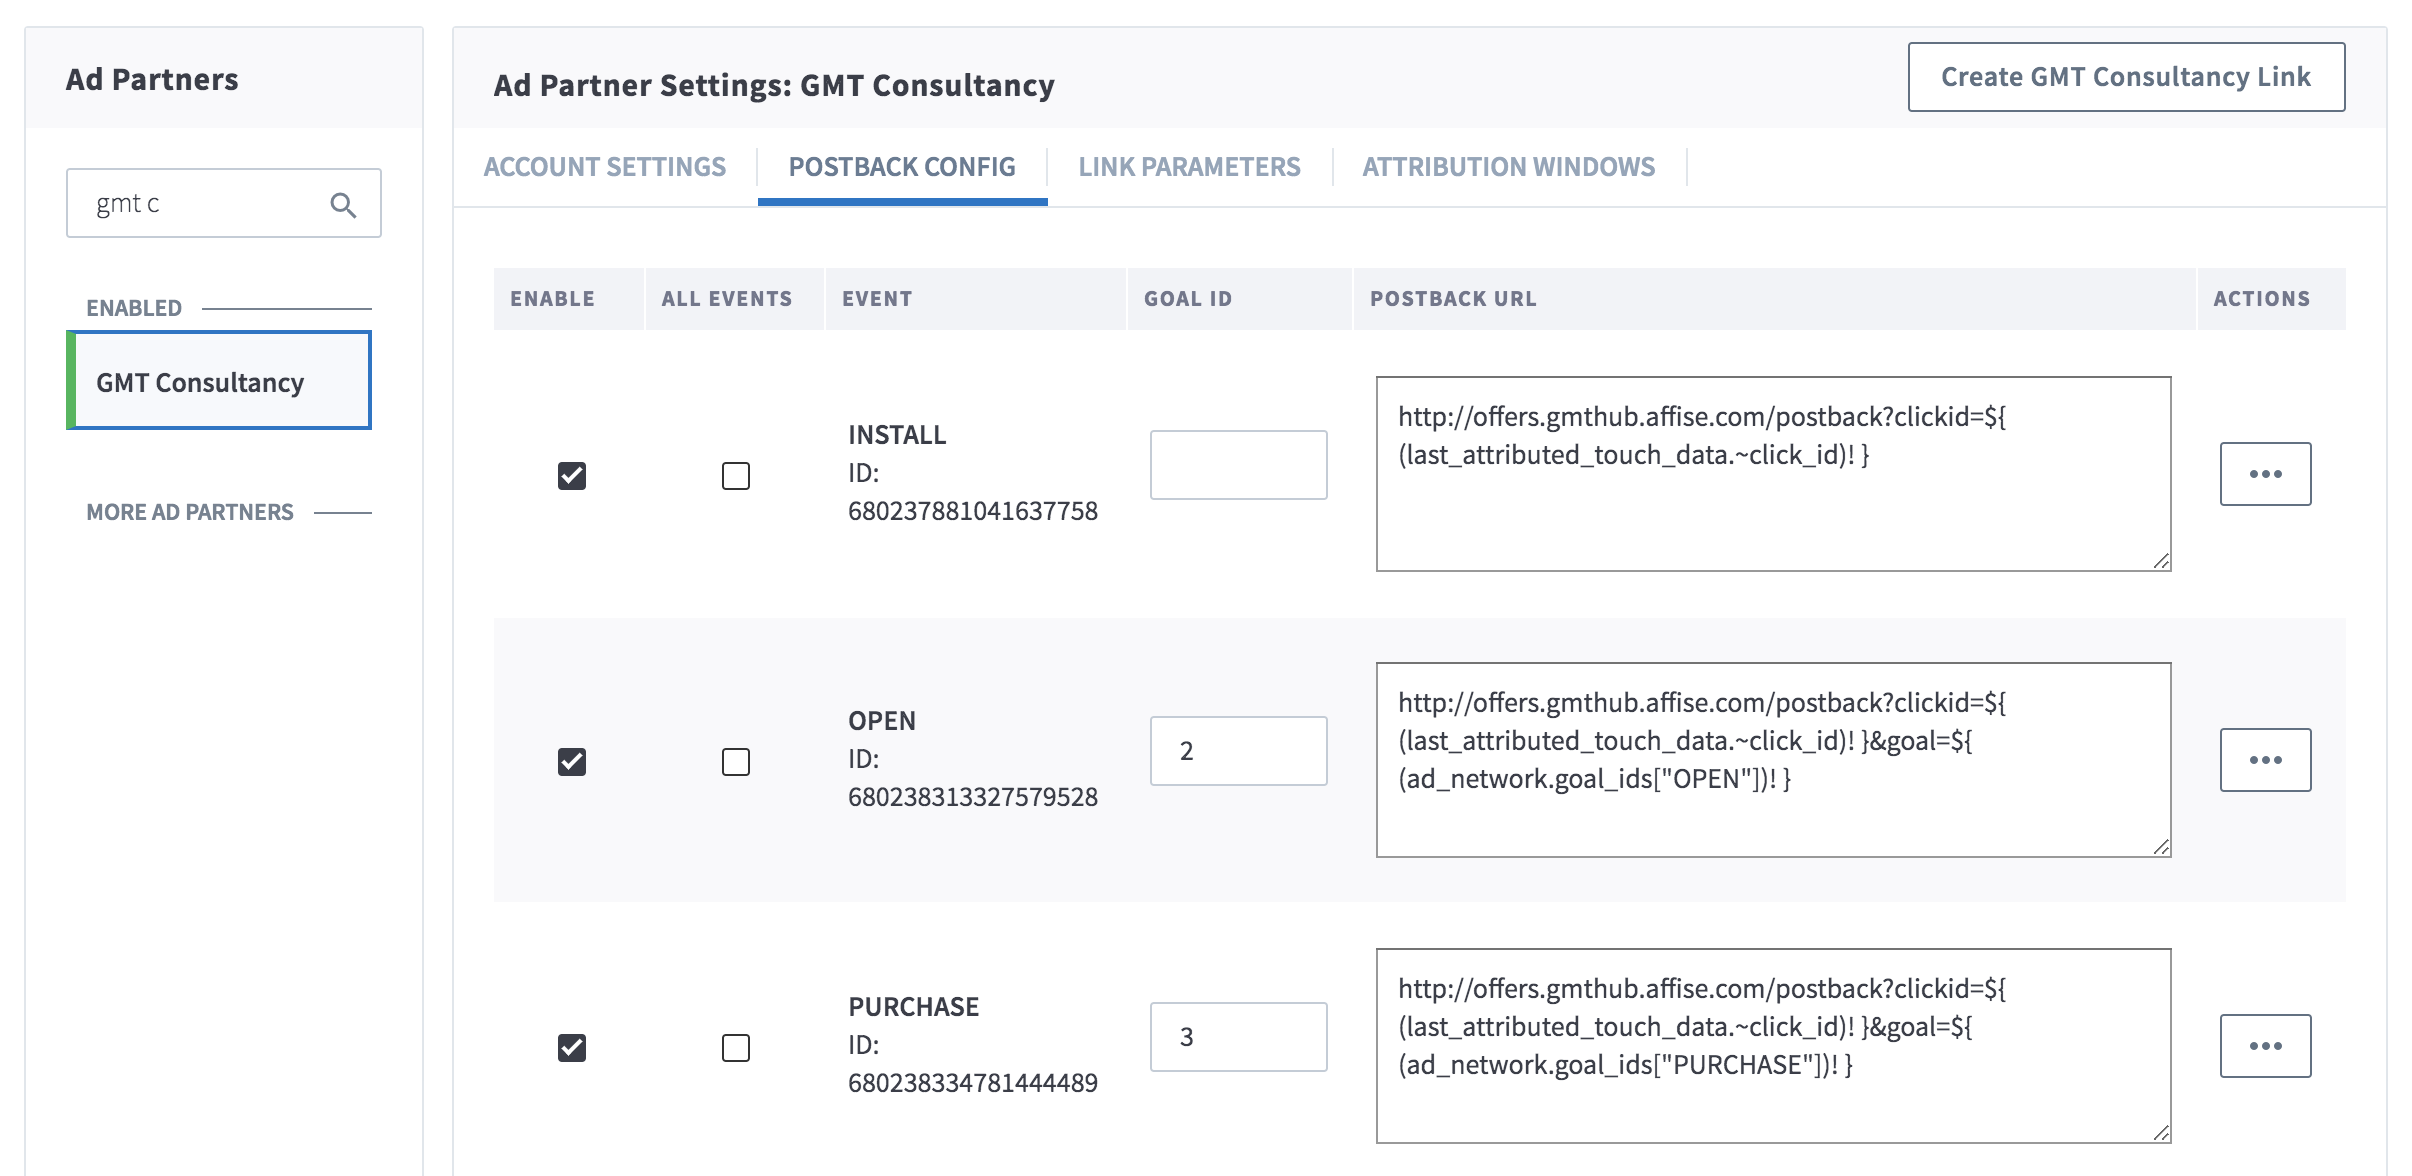 Ad Partners
gmt c
ENABLED
GMT Consultancy
MORE AD PARTNERS
Ad Partner Settings: GMT Consultancy
Create GMT Consultancy Link
ACCOUNT SETTINGS
POSTBACK CONFIG
LINK PARAMETERS
ATTRIBUTION WINDOWS
ENABLE
ALL EVENTS
EVENT
GOAL ID
POSTBACK URL
ACTIONS
INSTALL
ID:
680237881041637758
http://offers.gmthub.affise.com/postback?clickid=${
(last_attributed_touch_data.~click_id)! }
OPEN
ID:
680238313327579528
2
http://offers.gmthub.affise.com/postback?clickid=${
(last_attributed_touch_data.~click_id)! }&goal=${
(ad_network.goal_ids["OPEN"])! }
PURCHASE
ID:
680238334781444489
3
http://offers.gmthub.affise.com/postback?clickid=${
(last_attributed_touch_data.~click_id)! }&goal=${
(ad_network.goal_ids["PURCHASE"])! }